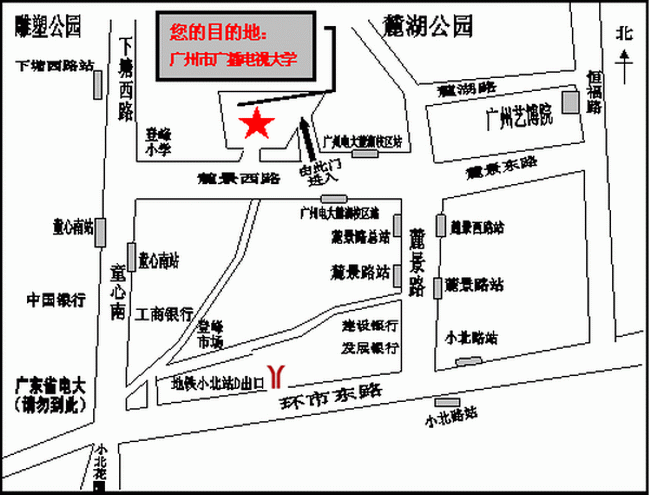 雕塑公园
您的目的地：
广州市广播电视大学
麓湖公园
北
下塘西路站
下塘西路
恒福路
麓湖路
广州艺博院
登峰
小学
广州电大麓湖校区站
由此门
进入
麓景东路
麓景西路
广州电大麓湖校区站
童心南站
麓景路总站
麓景西路站
麓景路
童心南站
童心南
麓景路站
麓景路站
中国银行
工商银行
登峰
市场
建设银行
发展银行
小北路站
广东省电大
（请勿到此）
地铁小北站D出口
环市东路
小北路站
小北花圈